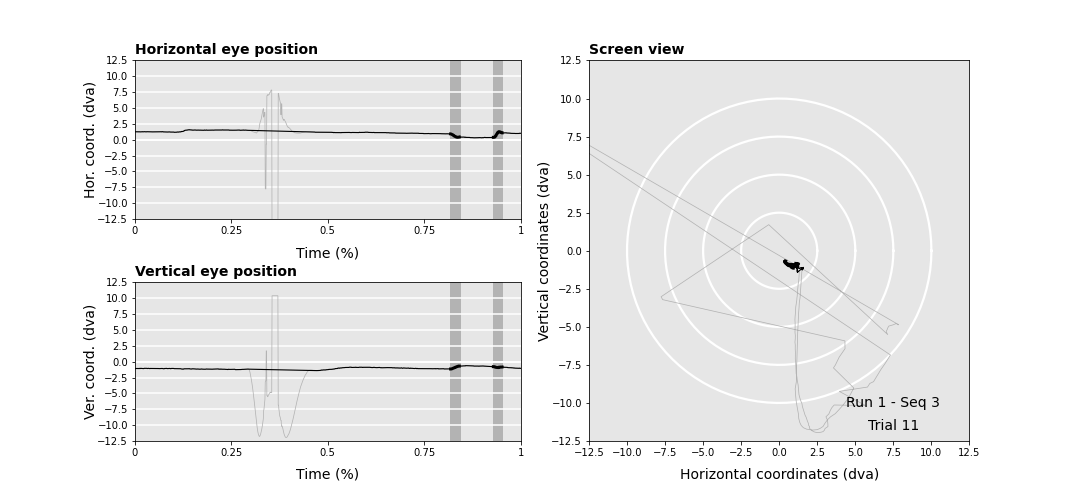 Horizontal eye position
12.5
10.0
7.5
5.0
2.5
0.0
−2.5
−5.0
−7.5
−10.0
−12.5
Hor. coord. (dva)
0 0.25 0.5 0.75 1
Time (%)
Vertical eye position
12.5
10.0
7.5
5.0
2.5
0.0
−2.5
−5.0
−7.5
−10.0
−12.5
Ver. coord. (dva)
0 0.25 0.5 0.75 1
Time (%)
Screen view
12.5
10.0
7.5
5.0
2.5
0.0
−2.5
−5.0
−7.5
−10.0
−12.5
Vertical coordinates (dva)
Run 1 - Seq 3
Trial 11
−12.5 −10.0 −7.5 −5.0 −2.5 0.0 2.5 5.0 7.5 10.0 12.5
Horizontal coordinates (dva)